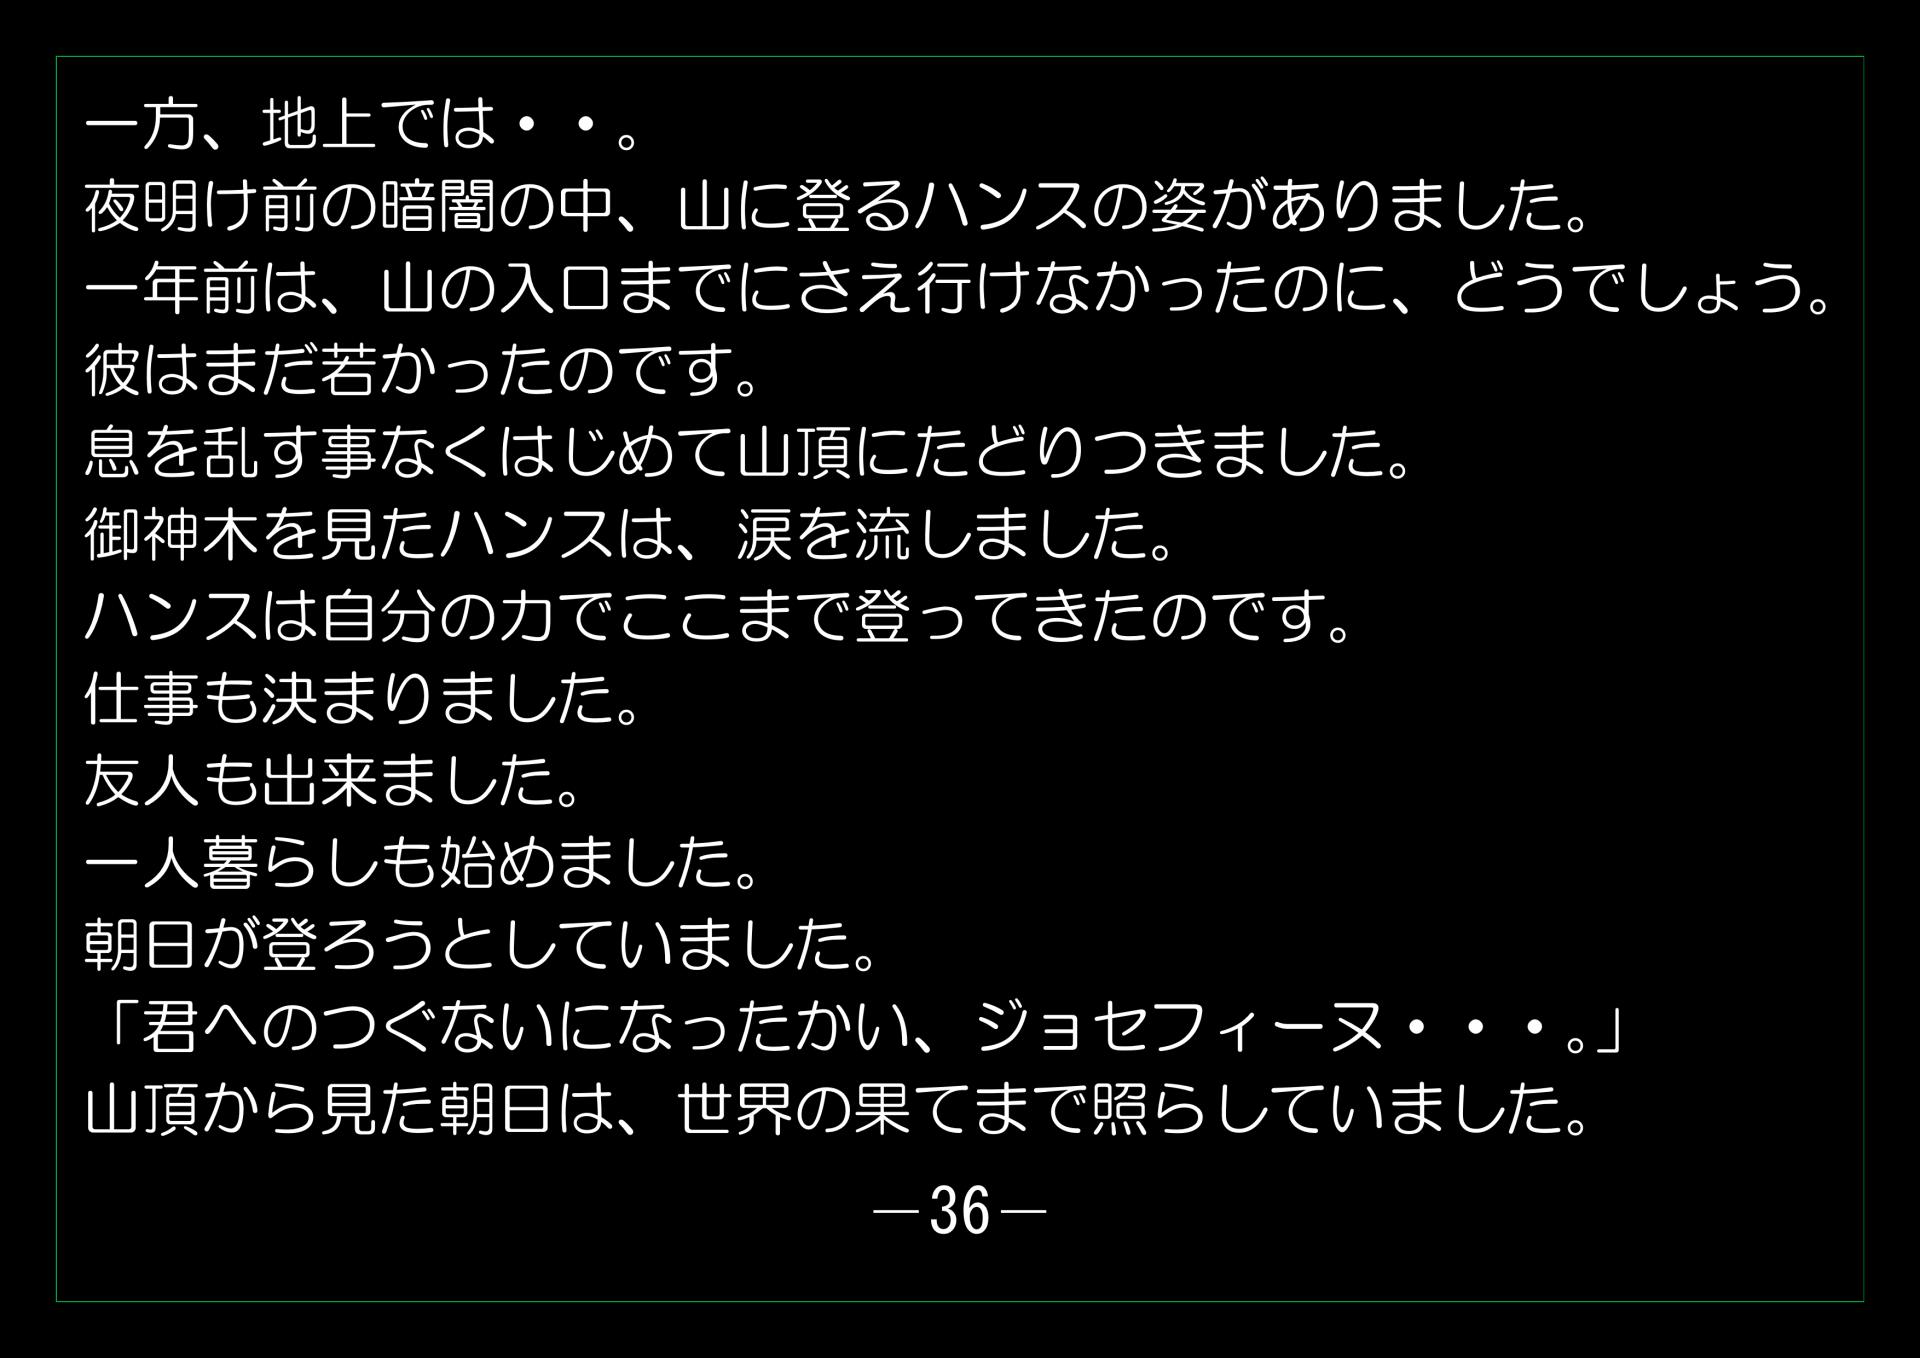 一方、地上では・・。
夜明け前の暗闇の中、山に登るハンスの姿がありました。
一年前は、山の入口までにさえ行けなかったのに、どうでしょう。
彼はまだ若かったのです。
息を乱す事なくはじめて山頂にたどりつきました。
御神木を見たハンスは、涙を流しました。
ハンスは自分の力でここまで登ってきたのです。
仕事も決まりました。
友人も出来ました。
一人暮らしも始めました。
朝日が登ろうとしていました。
「君へのつぐないになったかい、ジョセフィーヌ・・・。」
山頂から見た朝日は、世界の果てまで照らしていました。
―36―